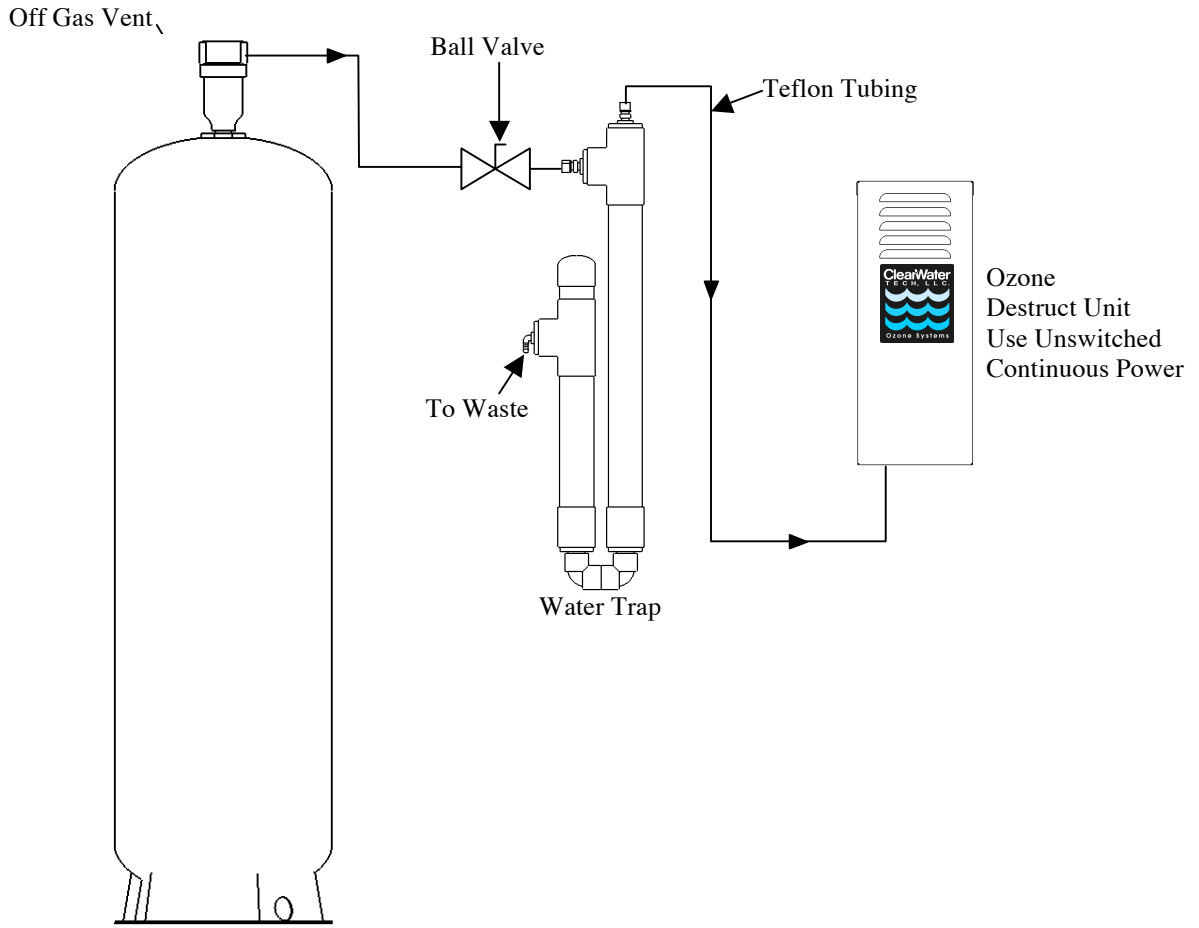 Off Gas Vent
Ball Valve
Teflon Tubing
ClearWater
TECH, LLC.
Ozone Systems
Ozone
Destruct Unit
Use Unswitched
Continuous Power
To Waste
Water Trap